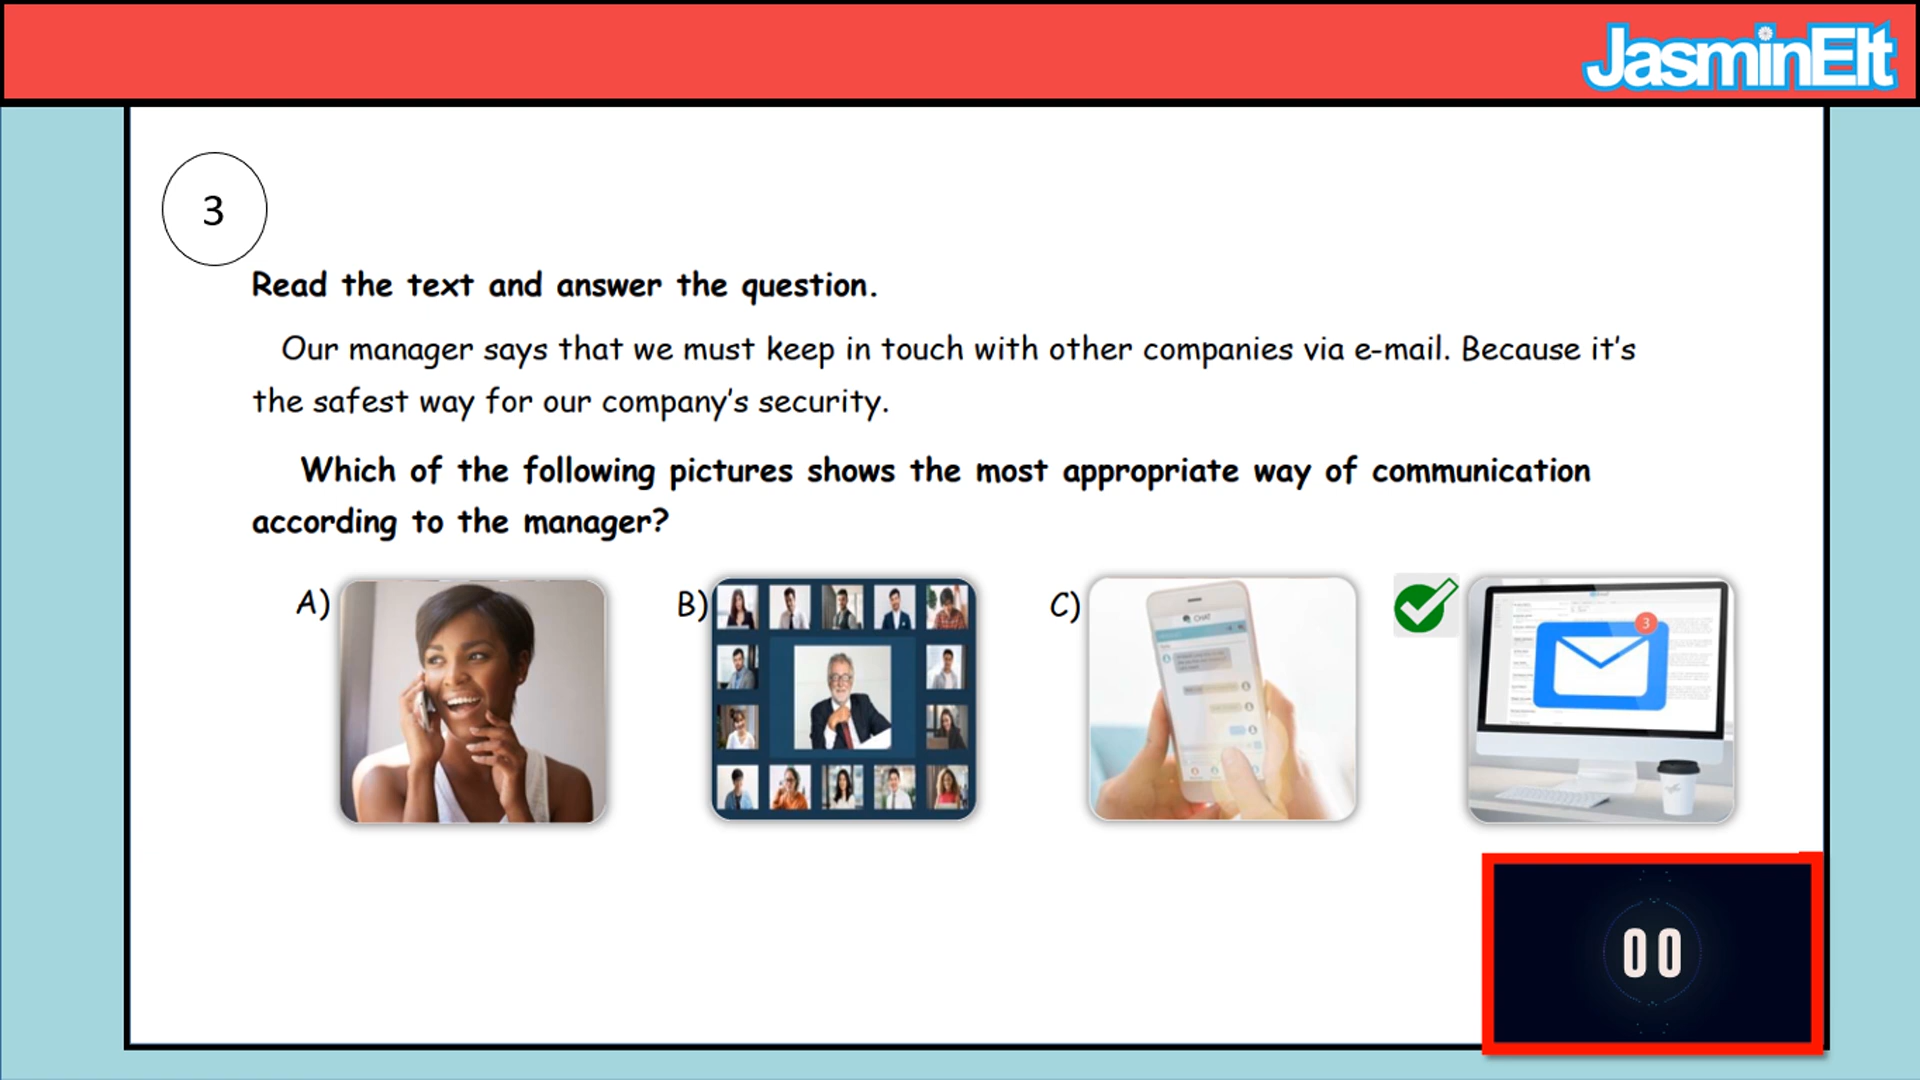 JasminElt
3
Read the text and answer the question.
Our manager says that we must keep in touch with other companies via e-mail. Because it's
the safest way for our company's security.
Which of the following pictures shows the most appropriate way of communication
according to the manager?
A)
B)
C)
CHAT
3
00